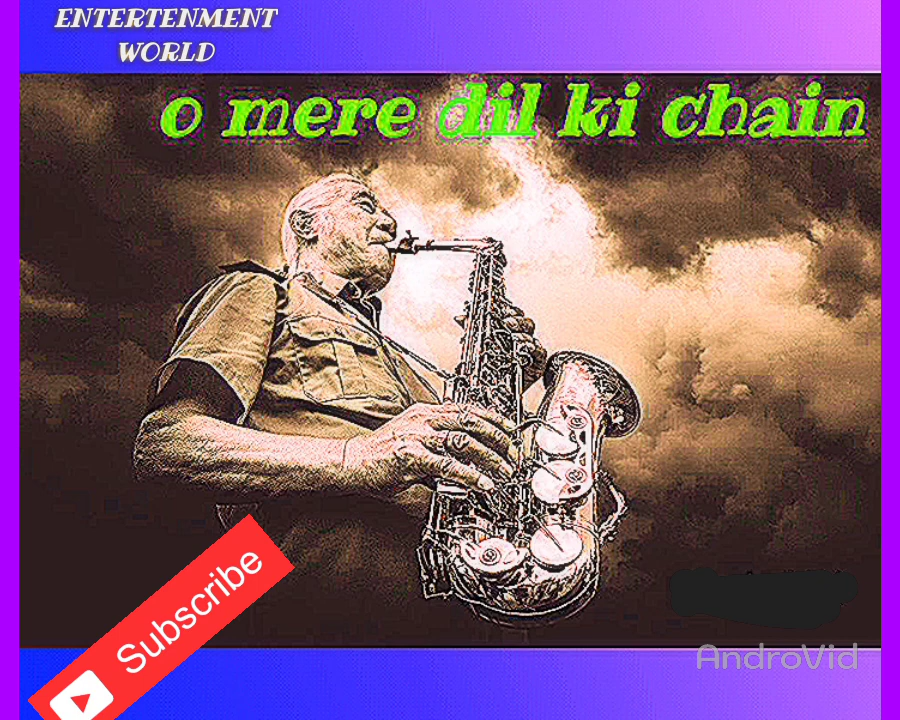 ENTERTENMENT
WORLD
o mere dil ki chain
Subscribe
AndroVid